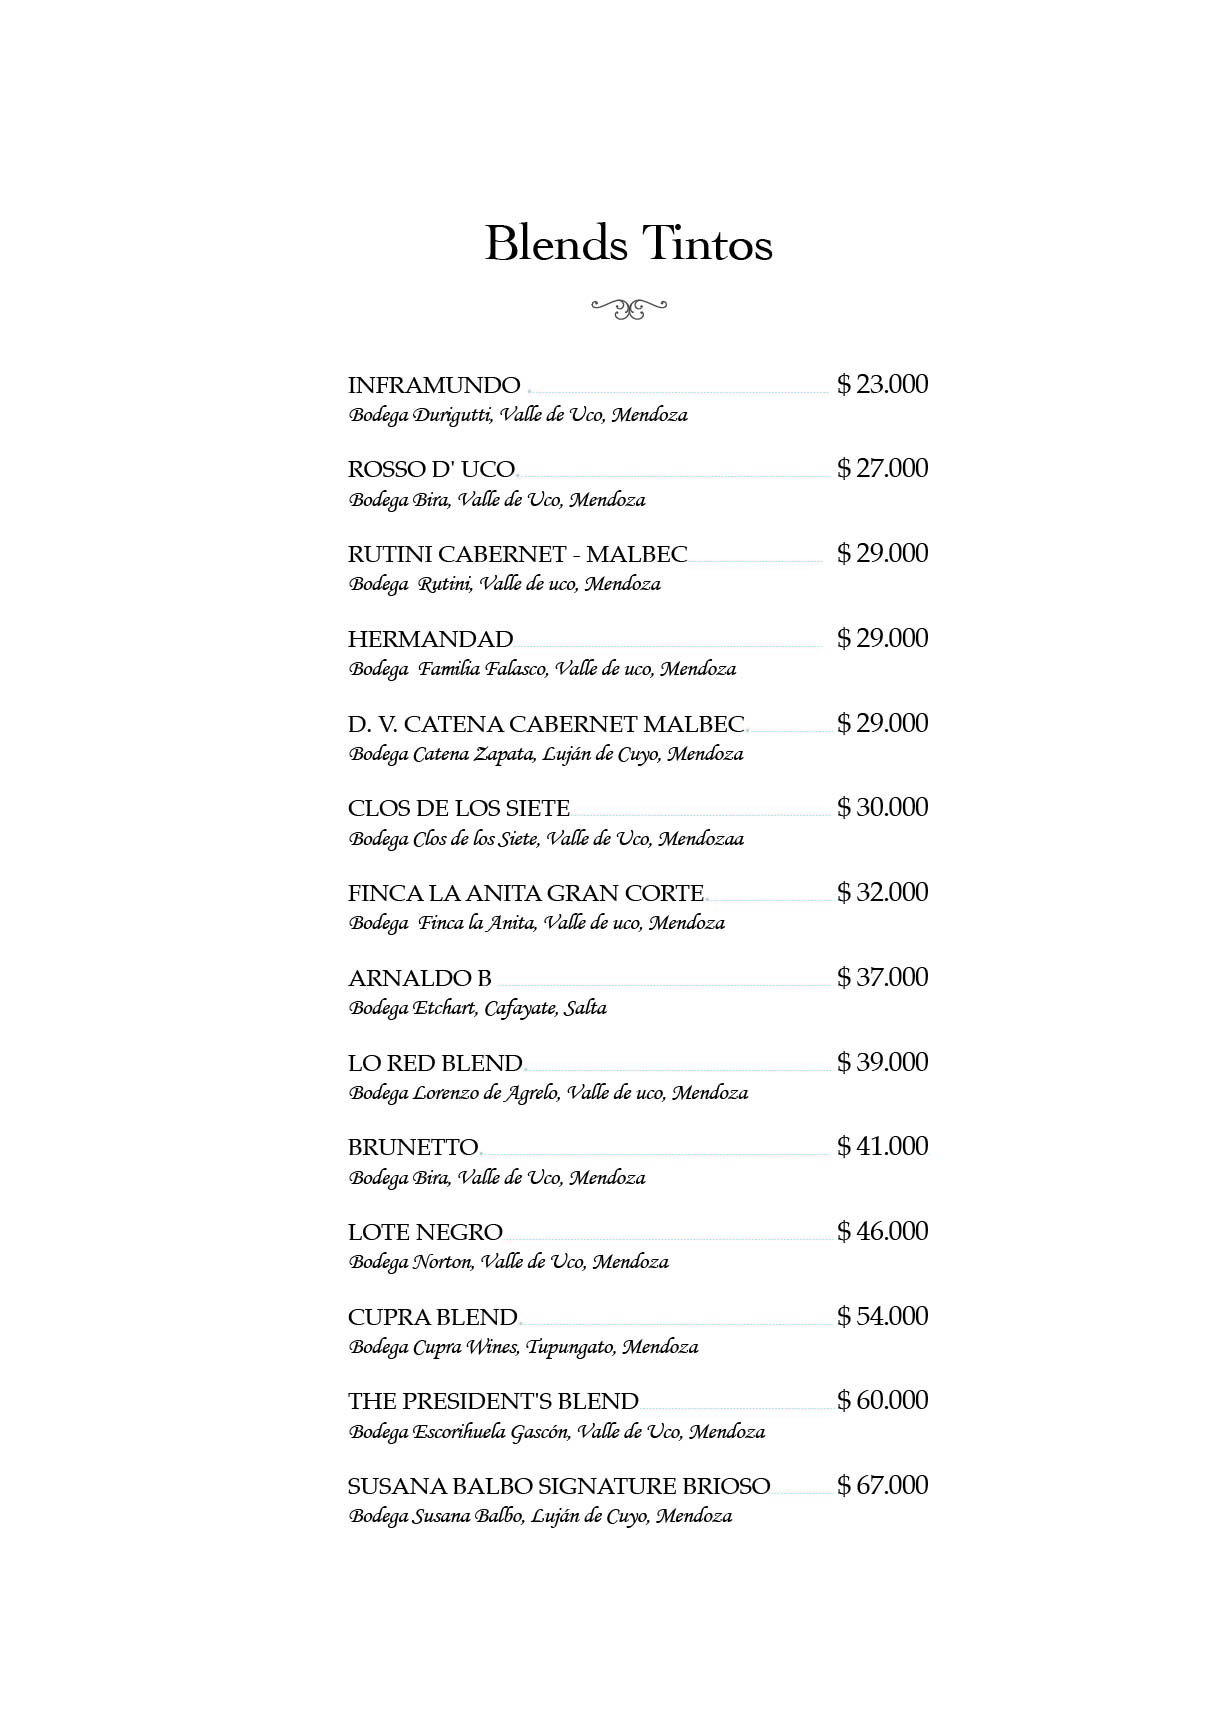 Blends Tintos
INFRAMUNDO $ 23.000
Bodega Durigutti, Valle de Uco, Mendoza
ROSSO D' UCO $ 27.000
Bodega Bira, Valle de Uco, Mendoza
RUTINI CABERNET - MALBEC $ 29.000
Bodega Rutini, Valle de uco, Mendoza
HERMANDAD $ 29.000
Bodega Familia Falasco, Valle de uco, Mendoza
D. V. CATENA CABERNET MALBEC $ 29.000
Bodega Catena Zapata, Luján de Cuyo, Mendoza
CLOS DE LOS SIETE $ 30.000
Bodega Clos de los Siete, Valle de Uco, Mendozaa
FINCA LA ANITA GRAN CORTE $ 32.000
Bodega Finca la Anita, Valle de uco, Mendoza
ARNALDO B $ 37.000
Bodega Etchart, Cafayate, Salta
LO RED BLEND $ 39.000
Bodega Lorenzo de Agrelo, Valle de uco, Mendoza
BRUNETTO $ 41.000
Bodega Bira, Valle de Uco, Mendoza
LOTE NEGRO $ 46.000
Bodega Norton, Valle de Uco, Mendoza
CUPRA BLEND $ 54.000
Bodega Cupra Wines, Tupungato, Mendoza
THE PRESIDENT'S BLEND $ 60.000
Bodega Escorihuela Gascón, Valle de Uco, Mendoza
SUSANA BALBO SIGNATURE BRIOSO $ 67.000
Bodega Susana Balbo, Luján de Cuyo, Mendoza